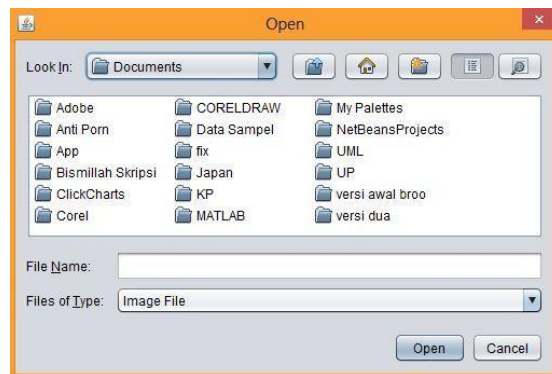 Open
Look In: Documents
Adobe CORELDRAW My Palettes
Anti Porn Data Sampel NetBeansProjects
App fix UML
Bismillah Skripsi Japan UP
ClickCharts KP versi awal broo
Corel MATLAB versi dua
File Name:
Files of Type: Image File
Open Cancel